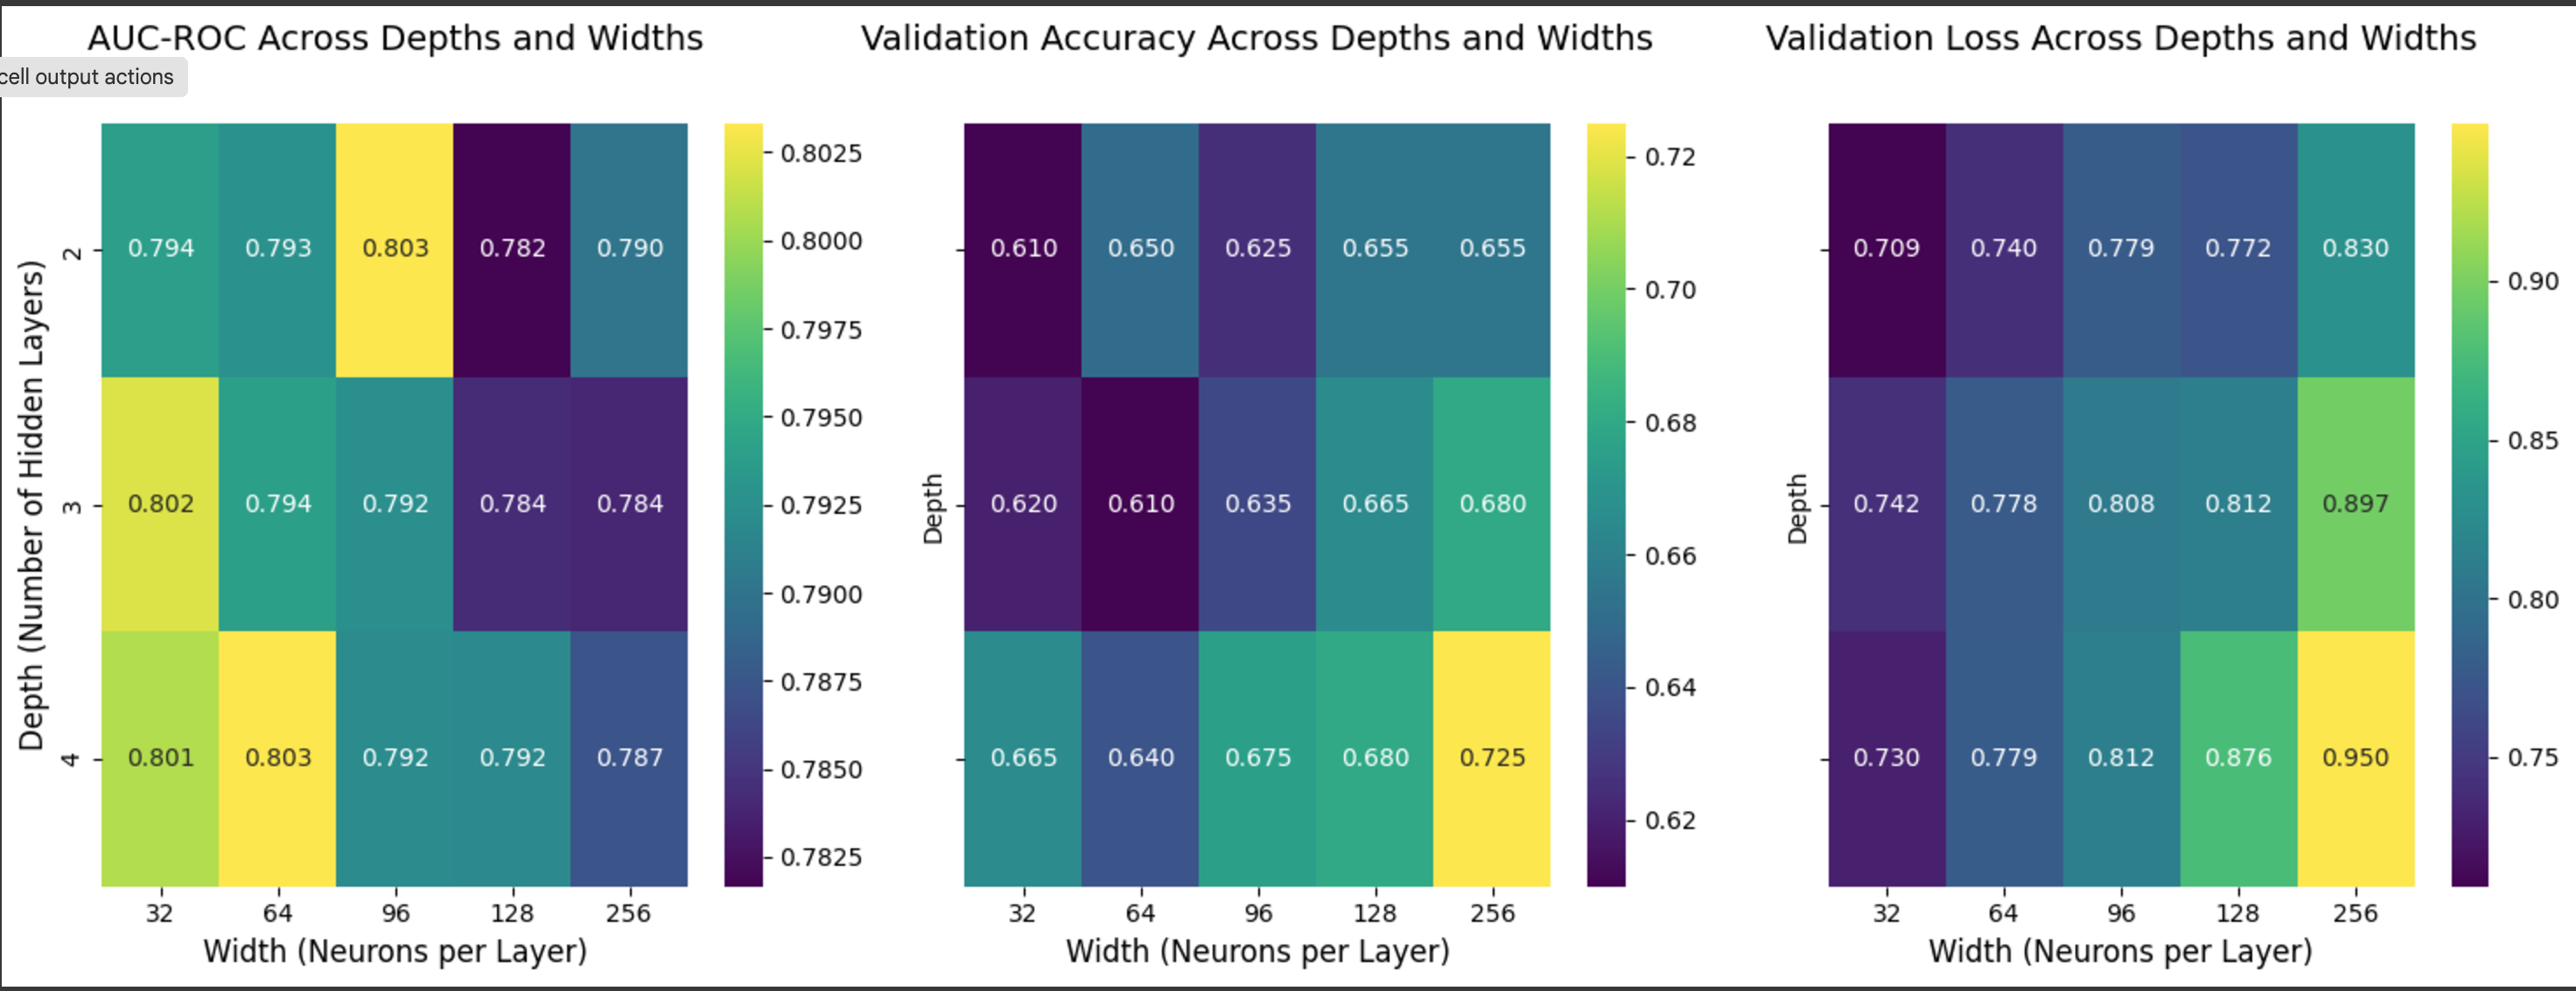 AUC-ROC Across Depths and Widths
cell output actions
Depth (Number of Hidden Layers)
2
0.794 0.793 0.803 0.782 0.790
3
0.802 0.794 0.792 0.784 0.784
4
0.801 0.803 0.792 0.792 0.787
32 64 96 128 256
Width (Neurons per Layer)
0.8025
0.8000
0.7975
0.7950
0.7925
0.7900
0.7875
0.7850
0.7825
Validation Accuracy Across Depths and Widths
Depth
0.610 0.650 0.625 0.655 0.655
0.620 0.610 0.635 0.665 0.680
0.665 0.640 0.675 0.680 0.725
32 64 96 128 256
Width (Neurons per Layer)
0.72
0.70
0.68
0.66
0.64
0.62
Validation Loss Across Depths and Widths
Depth
0.709 0.740 0.779 0.772 0.830
0.742 0.778 0.808 0.812 0.897
0.730 0.779 0.812 0.876 0.950
32 64 96 128 256
Width (Neurons per Layer)
0.90
0.85
0.80
0.75